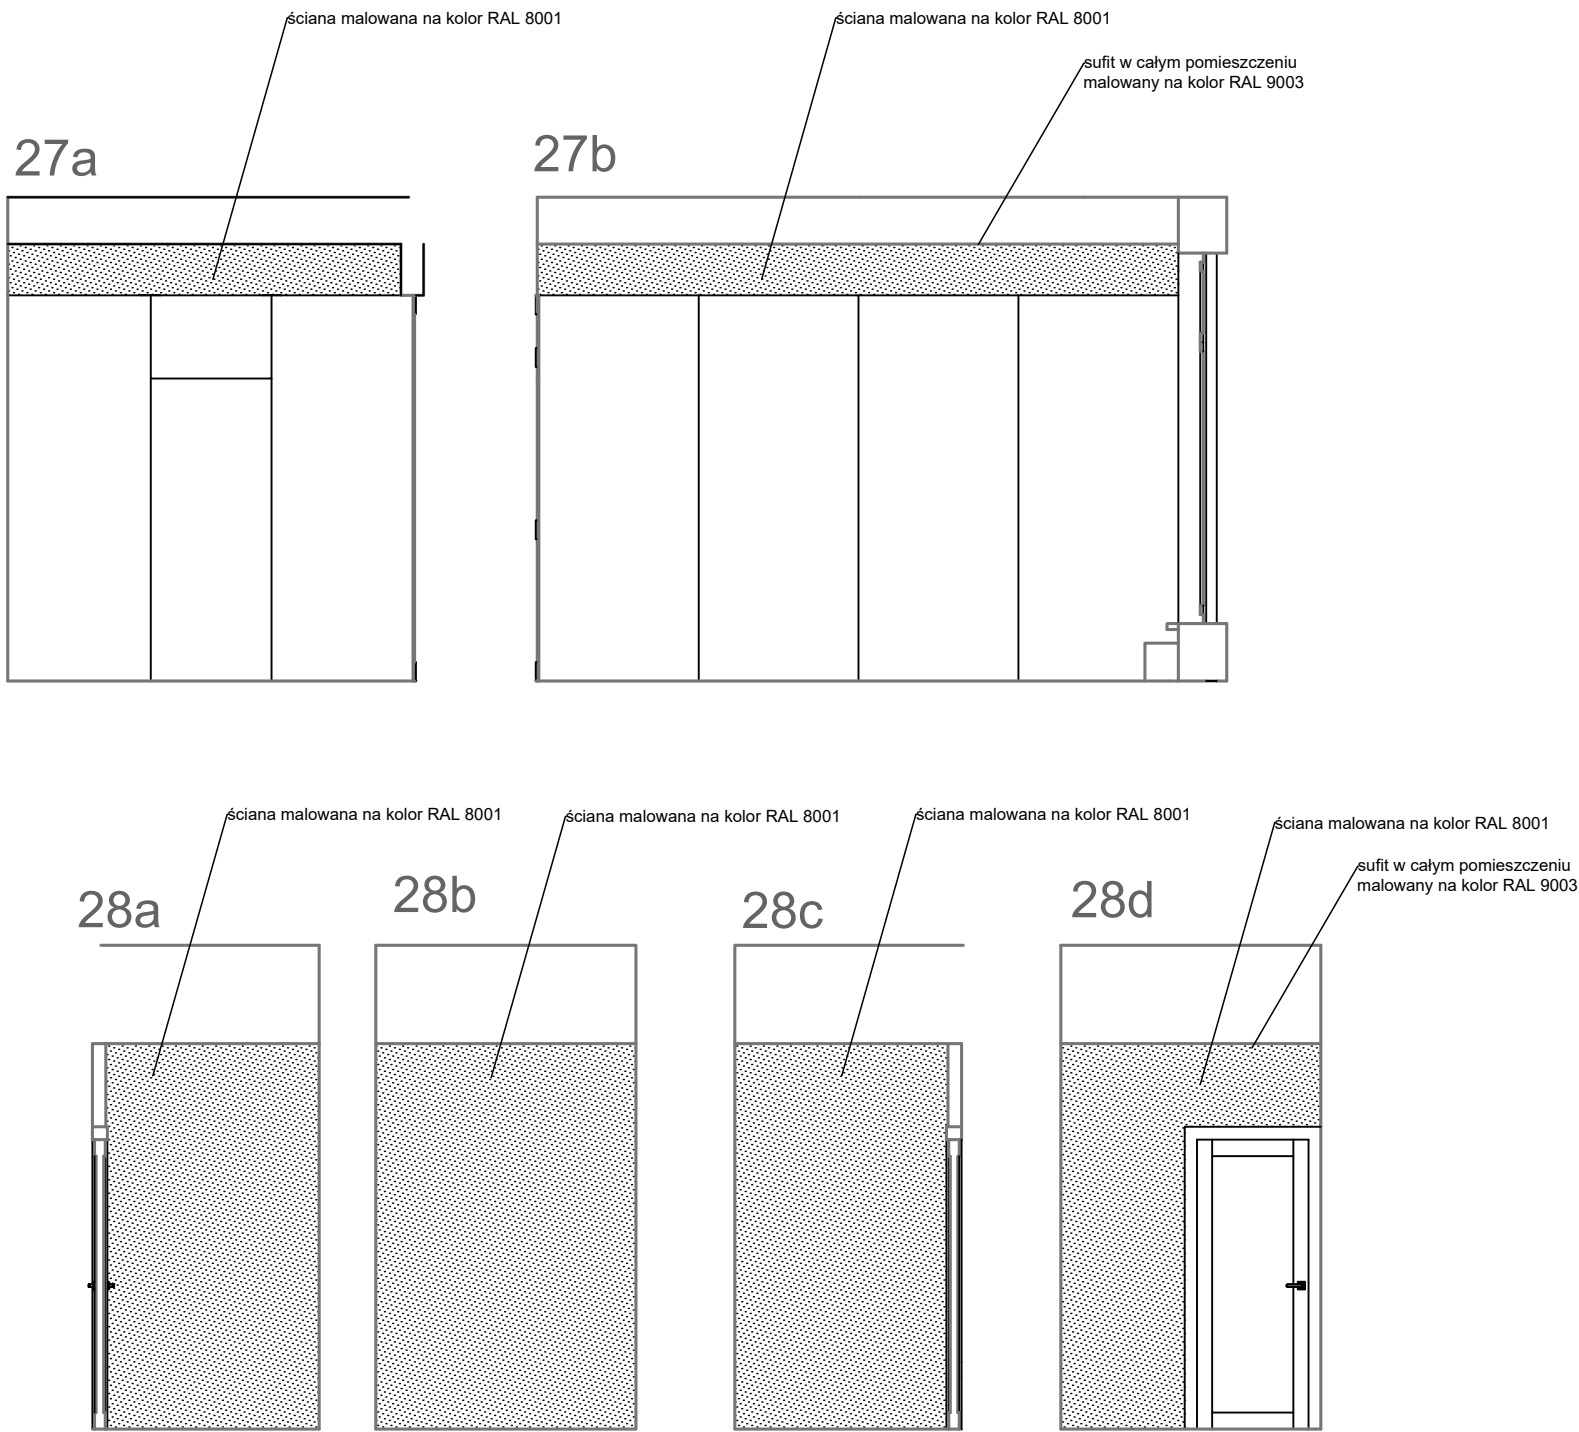 ściana malowana na kolor RAL 8001
ściana malowana na kolor RAL 8001
sufit w całym pomieszczeniu
malowany na kolor RAL 9003
27a
27b
ściana malowana na kolor RAL 8001
ściana malowana na kolor RAL 8001
ściana malowana na kolor RAL 8001
ściana malowana na kolor RAL 8001
sufit w całym pomieszczeniu
malowany na kolor RAL 9003
28a
28b
28c
28d